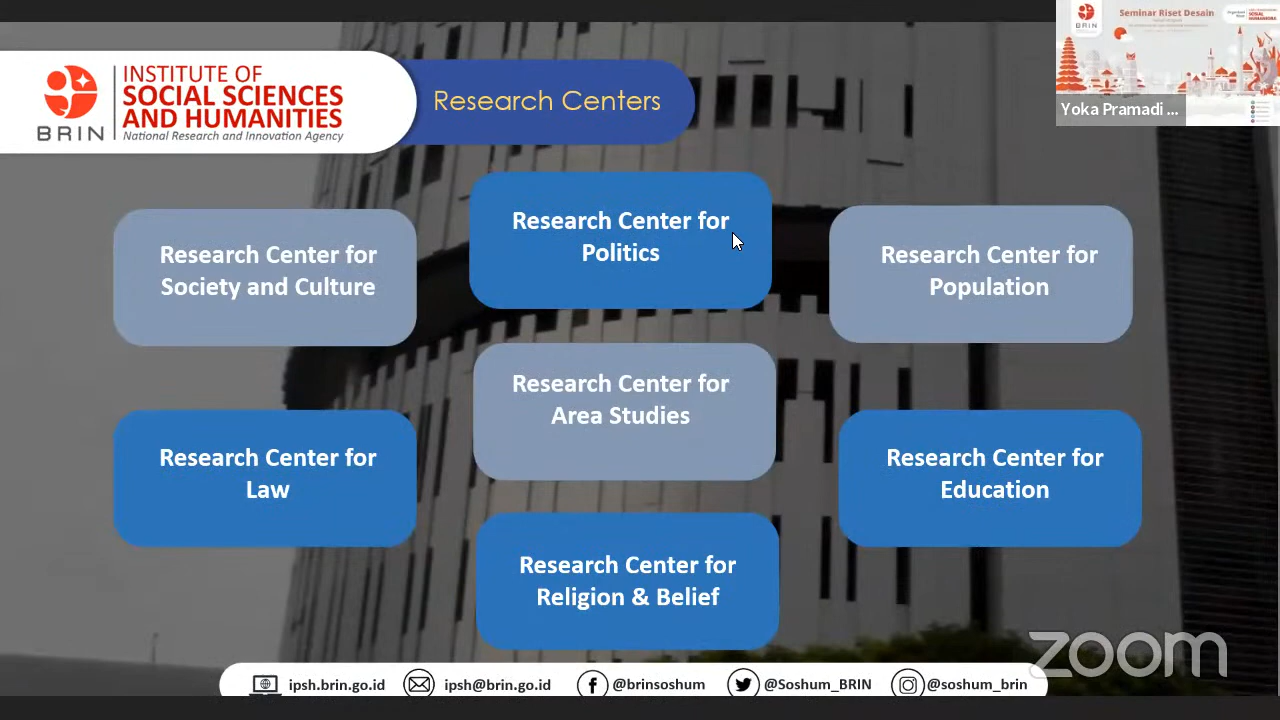 BRIN
INSTITUTE OF
SOCIAL SCIENCES
AND HUMANITIES
National Research and Innovation Agency
Research Centers
BRIN
Seminar Riset Desain
SOCIAL
HUMANITIES
Yoka Pramadi ...
Research Center for
Society and Culture
Research Center for
Politics
Research Center for
Population
Research Center for
Area Studies
Research Center for
Law
Research Center for
Education
Research Center for
Religion & Belief
zoom
ipsh.brin.go.id
ipsh@brin.go.id
@brinsoshum
@Soshum_BRIN
@soshum_brin